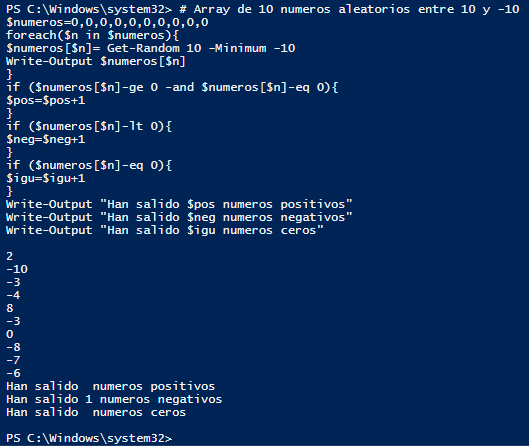 PS C:\Windows\system32> # Array de 10 numeros aleatorios entre 10 y -10
$numeros=0,0,0,0,0,0,0,0,0,0
foreach($n in $numeros){
$numeros[$n]= Get-Random 10 -Minimum -10
Write-Output $numeros[$n]
}
if ($numeros[$n]-ge 0 -and $numeros[$n]-eq 0){
$pos=$pos+1
}
if ($numeros[$n]-lt 0){
$neg=$neg+1
}
if ($numeros[$n]-eq 0){
$igu=$igu+1
}
Write-Output "Han salido $pos numeros positivos"
Write-Output "Han salido $neg numeros negativos"
Write-Output "Han salido $igu numeros ceros"
2
-10
-3
-4
8
-3
0
-8
-7
-6
Han salido  numeros positivos
Han salido 1 numeros negativos
Han salido  numeros ceros
PS C:\Windows\system32>